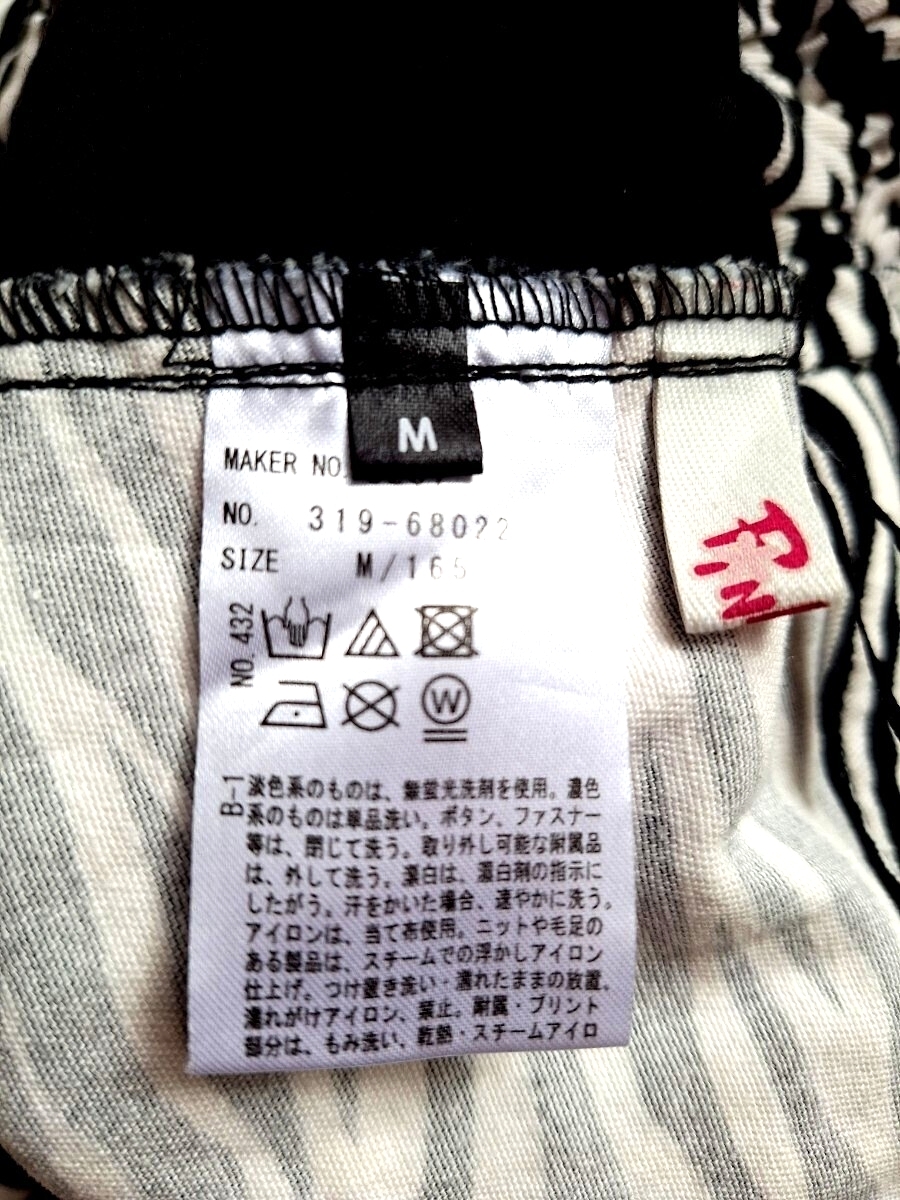 M
MAKER NO.
NO. 319-68022
SIZE M/165
NO. 432
W
B-1
淡色系のものは、無蛍光洗剤を使用。濃色
系のものは単品洗い。ボタン、ファスナー
等は、閉じて洗う。取り外し可能な附属品
は、外して洗う。漂白は、漂白剤の指示に
したがう。汗をかいた場合、速やかに洗う。
アイロンは、当て布使用。ニットや毛足の
ある製品は、スチームでの浮かしアイロン
仕上げ。つけ置き洗い・濡れたままの放置、
濡れがけアイロン、禁止。附属・プリント
部分は、もみ洗い、乾熱・スチームアイロ